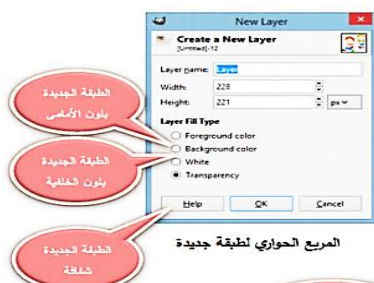 New Layer
Create a New Layer
[Untitled]-12
Layer name: Layer
Width: 228
Height: 221
px
Layer Fill Type
Foreground color
Background color
White
Transparency
Help
OK
Cancel
الطبقة الجديدة
بلون الأمامى
الطبقة الجديدة
بلون الخلفية
الطبقة الجديدة
شفافة
المربع الحواري لطبقة جديدة